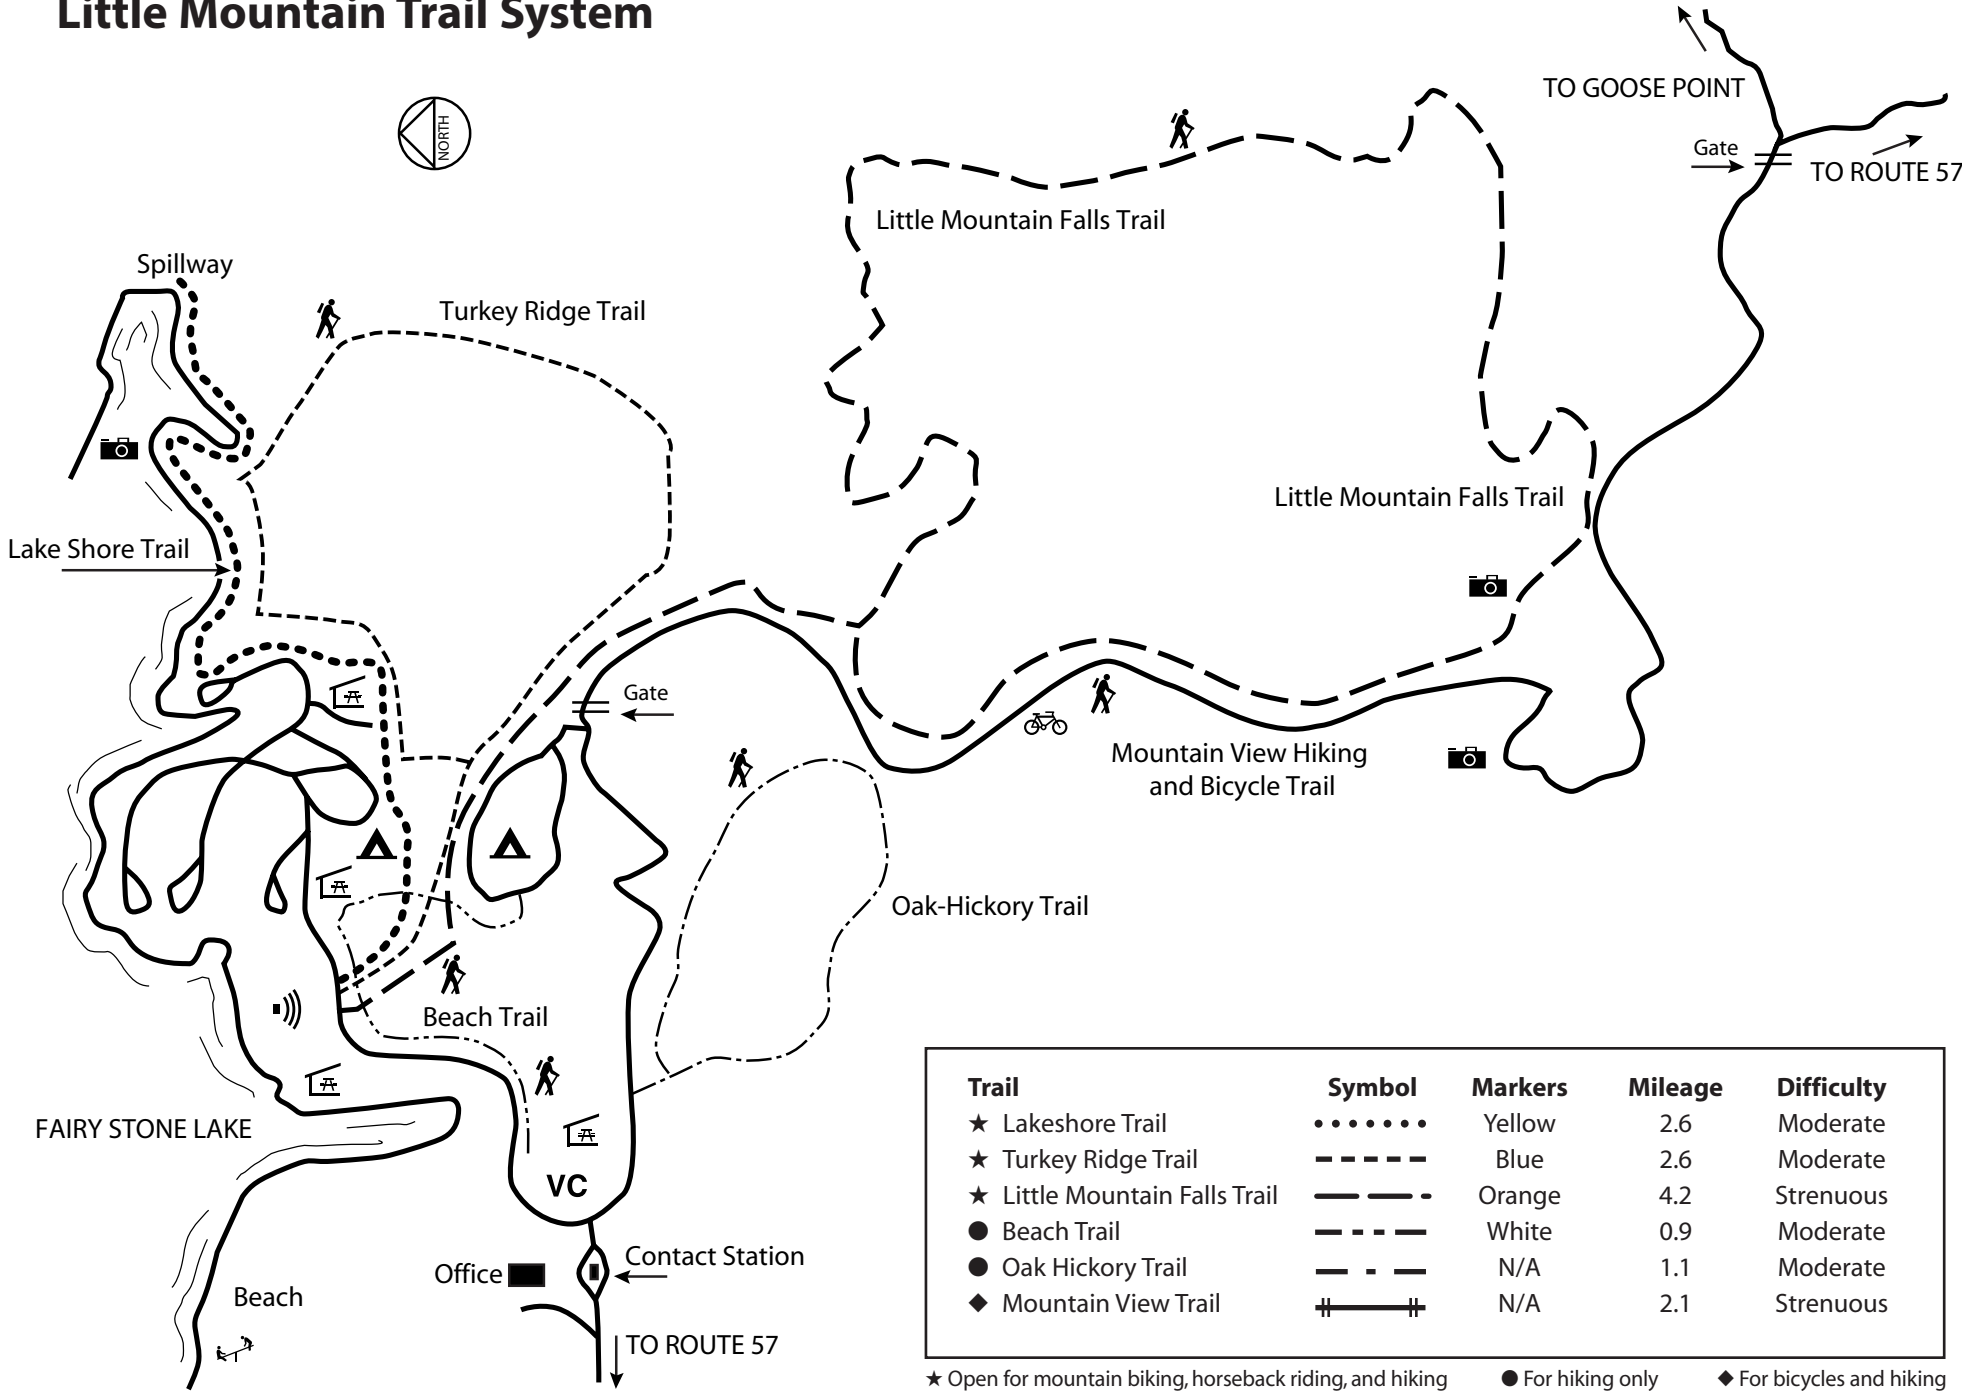 Little Mountain Trail System
TO GOOSE POINT
NORTH
Gate
TO ROUTE 57
Little Mountain Falls Trail
Spillway
Turkey Ridge Trail
Little Mountain Falls Trail
Lake Shore Trail
Gate
Mountain View Hiking
and Bicycle Trail
Oak-Hickory Trail
Beach Trail
FAIRY STONE LAKE
VC
Contact Station
Office
Beach
TO ROUTE 57
Trail Symbol Markers Mileage Difficulty
★ Lakeshore Trail Yellow 2.6 Moderate
★ Turkey Ridge Trail Blue 2.6 Moderate
★ Little Mountain Falls Trail Orange 4.2 Strenuous
● Beach Trail White 0.9 Moderate
● Oak Hickory Trail N/A 1.1 Moderate
◆ Mountain View Trail N/A 2.1 Strenuous
★ Open for mountain biking, horseback riding, and hiking ● For hiking only ◆ For bicycles and hiking